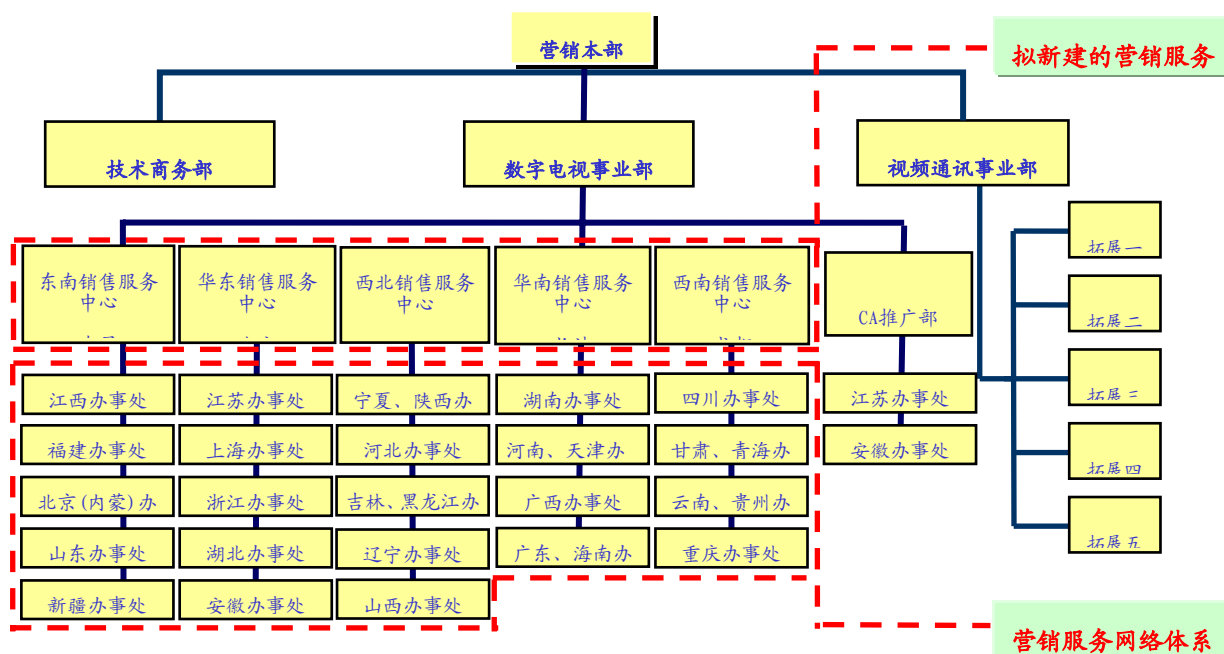 营销本部
拟新建的营销服务
技术商务部
数字电视事业部
视频通讯事业部
东南销售服务
中心
华东销售服务
中心
西北销售服务
中心
华南销售服务
中心
西南销售服务
中心
CA推广部
拓展一
拓展二
拓展三
拓展四
拓展五
江西办事处
江苏办事处
宁夏、陕西办
湖南办事处
四川办事处
江苏办事处
福建办事处
上海办事处
河北办事处
河南、天津办
甘肃、青海办
安徽办事处
北京(内蒙)办
浙江办事处
吉林、黑龙江办
广西办事处
云南、贵州办
山东办事处
湖北办事处
辽宁办事处
广东、海南办
重庆办事处
新疆办事处
安徽办事处
山西办事处
营销服务网络体系